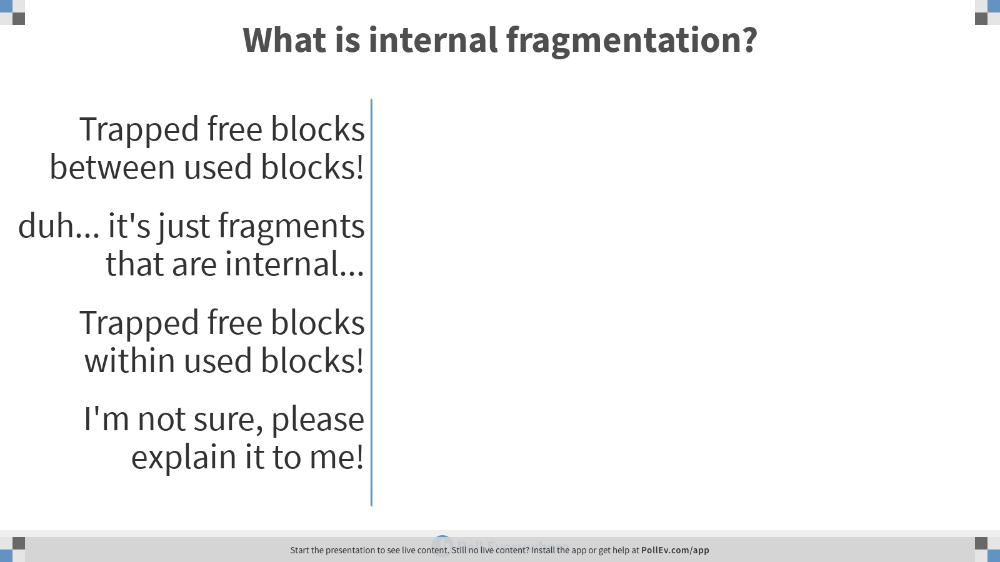 What is internal fragmentation?
Trapped free blocks
between used blocks!
duh... it's just fragments
that are internal...
Trapped free blocks
within used blocks!
I'm not sure, please
explain it to me!
Start the presentation to see live content. Still no live content? Install the app or get help at PollEv.com/app